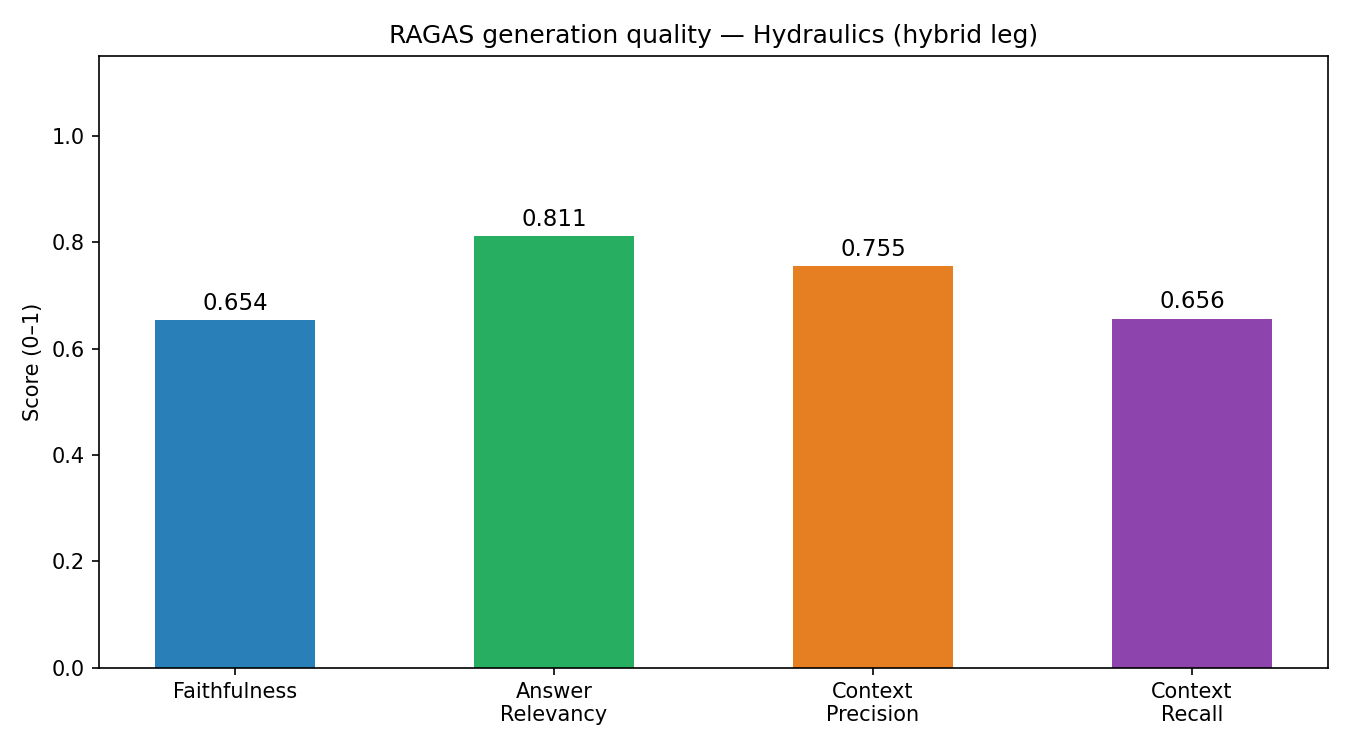 RAGAS generation quality — Hydraulics (hybrid leg)
Score (0–1)
1.0
0.8
0.6
0.4
0.2
0.0
0.654
0.811
0.755
0.656
Faithfulness
Answer
Relevancy
Context
Precision
Context
Recall